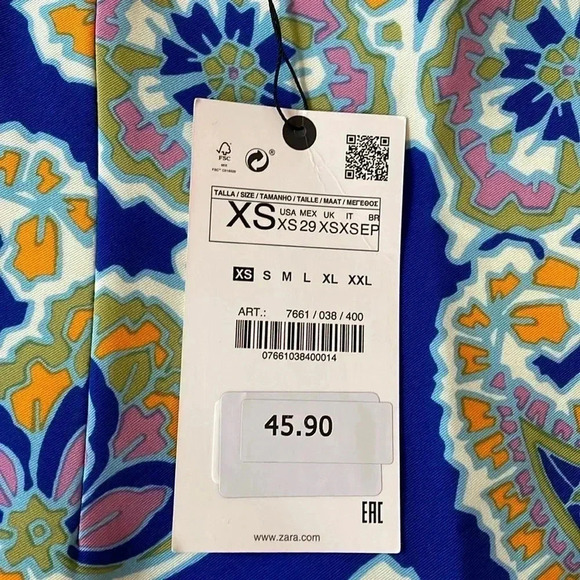 FSC
TALLA / SIZE / TAMANHO / TAILLE / MAAT / ΜΕΓΕΘΟΣ
XS USA XS MEX 29 UK XS IT XS BR EP
XS S M L XL XXL
ART.: 7661 / 038 / 400
07661038400014
45.90
EAC
www.zara.com